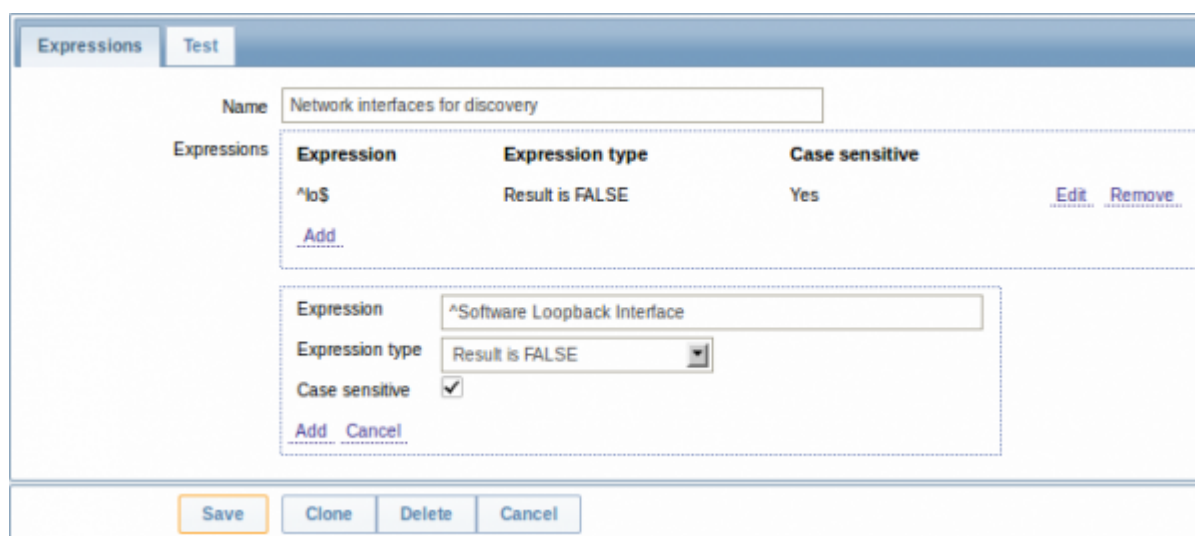 Expressions Test
Name Network interfaces for discovery
Expressions Expression Expression type Case sensitive
^lo$ Result is FALSE Yes Edit Remove
Add
Expression ^Software Loopback Interface
Expression type Result is FALSE
Case sensitive
Add Cancel
Save Clone Delete Cancel